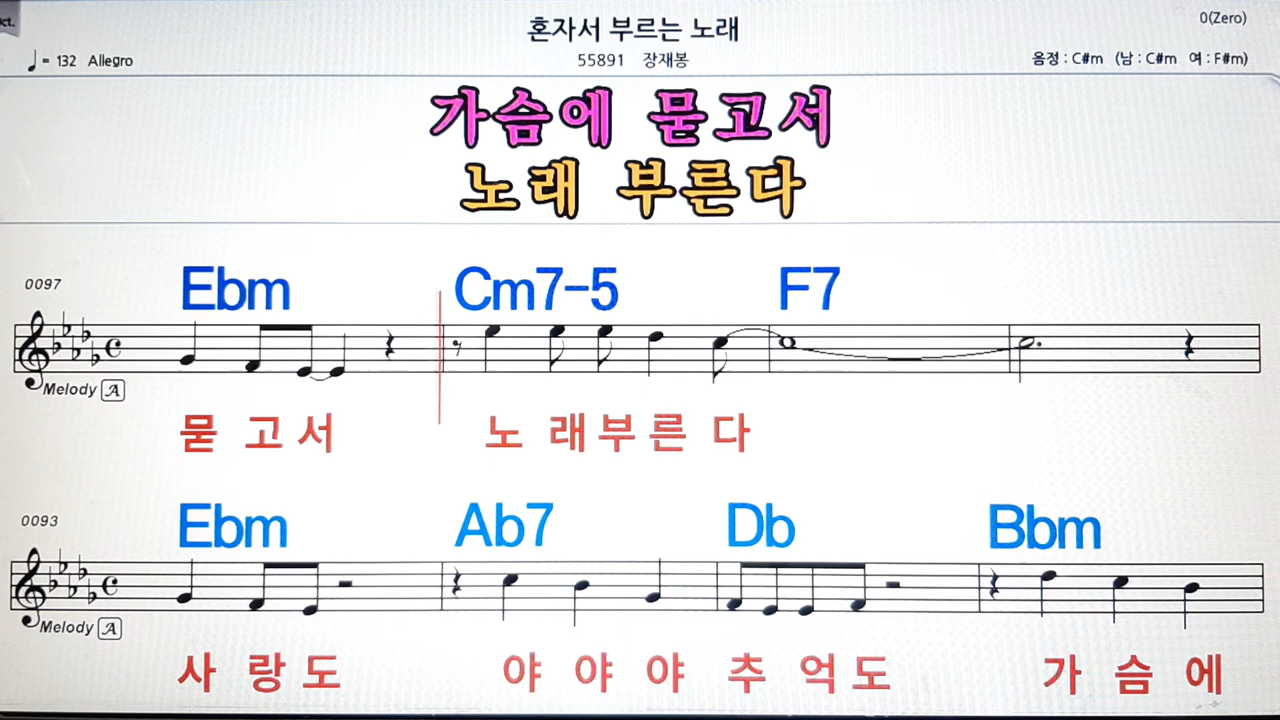 혼자서 부르는 노래
0(Zero)
♩ = 132 Allegro
55891 장재봉
음정 : C#m (남 : C#m 여 : F#m)
가슴에 묻고서
노래 부른다
0097
Ebm Cm7-5 F7
Melody A
묻 고 서 노 래 부 른 다
0093
Ebm Ab7 Db Bbm
Melody A
사 랑 도 야 야 야 추 억 도 가 슴 에